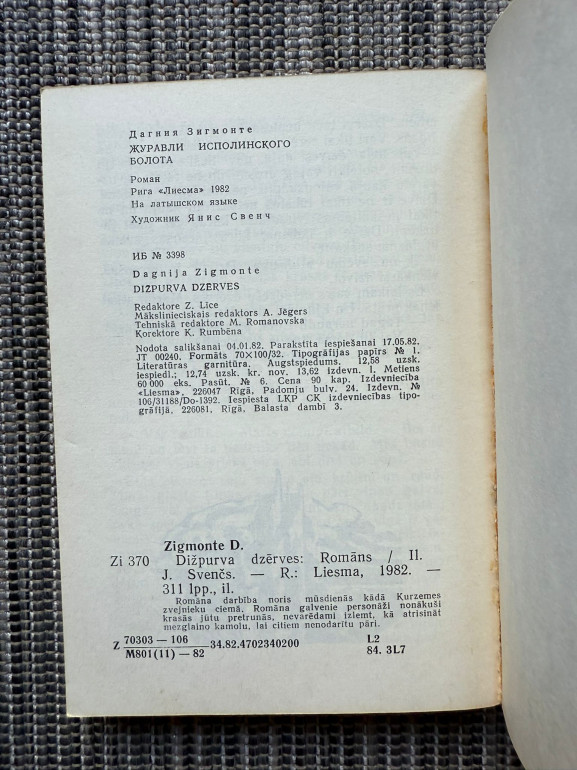 Дагния Зигмонте
ЖУРАВЛИ ИСПОЛИНСКОГО
БОЛОТА
Роман
Рига «Лиесма» 1982
На латышском языке
Художник Янис Свенч
ИБ № 3398
Dagnija Zigmonte
DIŽPURVA DZĒRVES
Redaktore Z. Lice
Mākslinieciskais redaktors A. Jēgers
Tehniskā redaktore M. Romanovska
Korektore K. Rumbēna
Nodota salikšanai 04.01.82. Parakstīta iespiešanai 17.05.82.
JT 00240. Formāts 70×100/32. Tipogrāfijas papīrs № 1.
Literatūras garnitūra. Augstspiedums. 12,58 uzsk.
iespiedl.; 12,74 uzsk. kr. nov. 13,62 izdevn. l. Metiens
60 000 eks. Pasūt. № 6. Cena 90 kap. Izdevniecība
«Liesma», 226047 Rīgā, Padomju bulv. 24. Izdevn. №
106/31188/Do-1392. Iespiesta LKP CK izdevniecības tipo-
grāfijā, 226081, Rīgā, Balasta dambī 3.
Zigmonte D.
Zi 370 Dižpurva dzērves: Romāns / Il.
J. Svenčs. — R.: Liesma, 1982. —
311 lpp., il.
Romāna darbība noris mūsdienās kādā Kurzemes
zvejnieku ciemā. Romāna galvenie personāži nonākuši
krasās jūtu pretrunās, nevarēdami izlemt, kā atrisināt
mezglaino kamolu, lai citiem nenodarītu pāri.
Z 70303 — 106 34.82.4702340200 L2
M801(11) — 82 84. 3L7